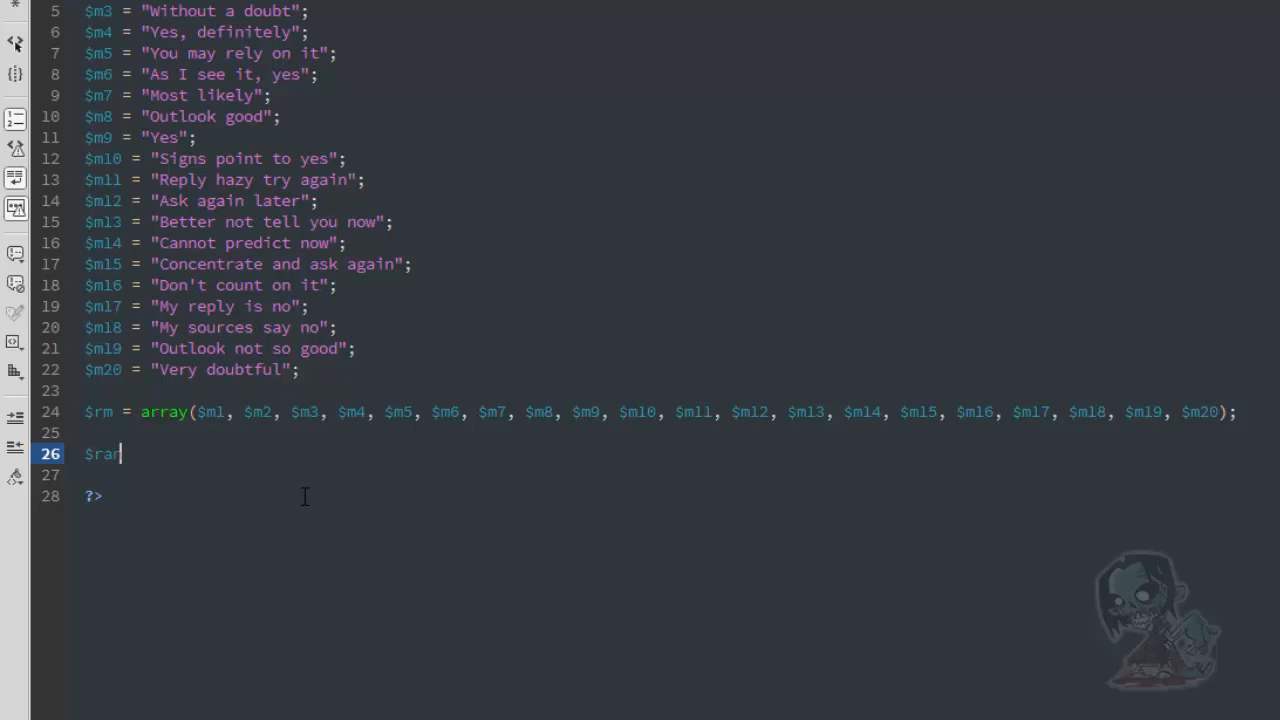 5 $m3 = "Without a doubt";
6 $m4 = "Yes, definitely";
7 $m5 = "You may rely on it";
8 $m6 = "As I see it, yes";
9 $m7 = "Most likely";
10 $m8 = "Outlook good";
11 $m9 = "Yes";
12 $m10 = "Signs point to yes";
13 $m11 = "Reply hazy try again";
14 $m12 = "Ask again later";
15 $m13 = "Better not tell you now";
16 $m14 = "Cannot predict now";
17 $m15 = "Concentrate and ask again";
18 $m16 = "Don't count on it";
19 $m17 = "My reply is no";
20 $m18 = "My sources say no";
21 $m19 = "Outlook not so good";
22 $m20 = "Very doubtful";
23
24 $rm = array($m1, $m2, $m3, $m4, $m5, $m6, $m7, $m8, $m9, $m10, $m11, $m12, $m13, $m14, $m15, $m16, $m17, $m18, $m19, $m20);
25
26 $ran
27
28 ?>